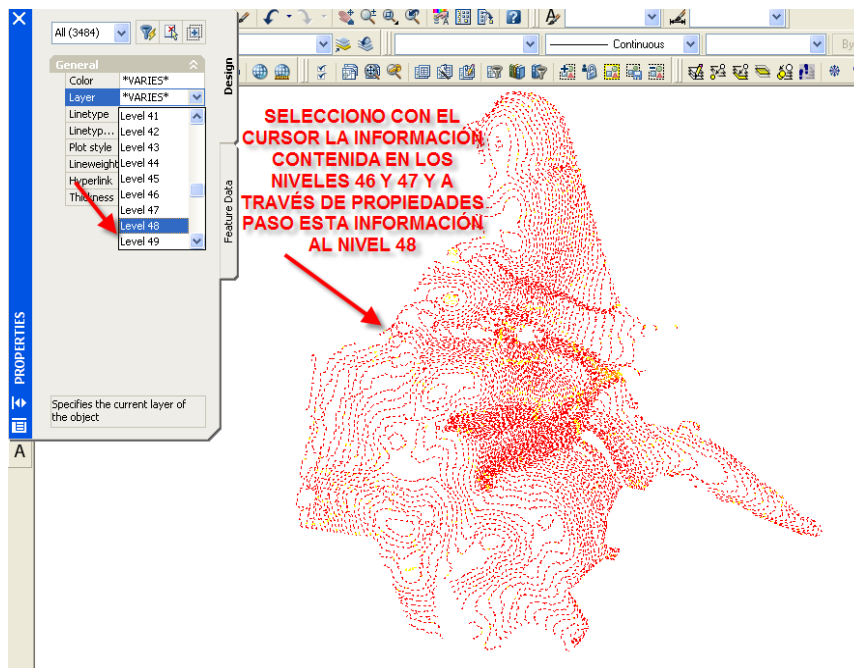 All (3484)
Continuous
By
General
Color *VARIES*
Layer *VARIES*
Linetype
Linetyp...
Plot style
Lineweight
Hyperlink
Thickness
Level 41
Level 42
Level 43
Level 44
Level 45
Level 46
Level 47
Level 48
Level 49
Design
Feature Data
SELECCIONO CON EL
CURSOR LA INFORMACIÓN
CONTENIDA EN LOS
NIVELES 46 Y 47 Y A
TRAVÉS DE PROPIEDADES
PASO ESTA INFORMACIÓN
AL NIVEL 48
PROPERTIES
Specifies the current layer of
the object
A